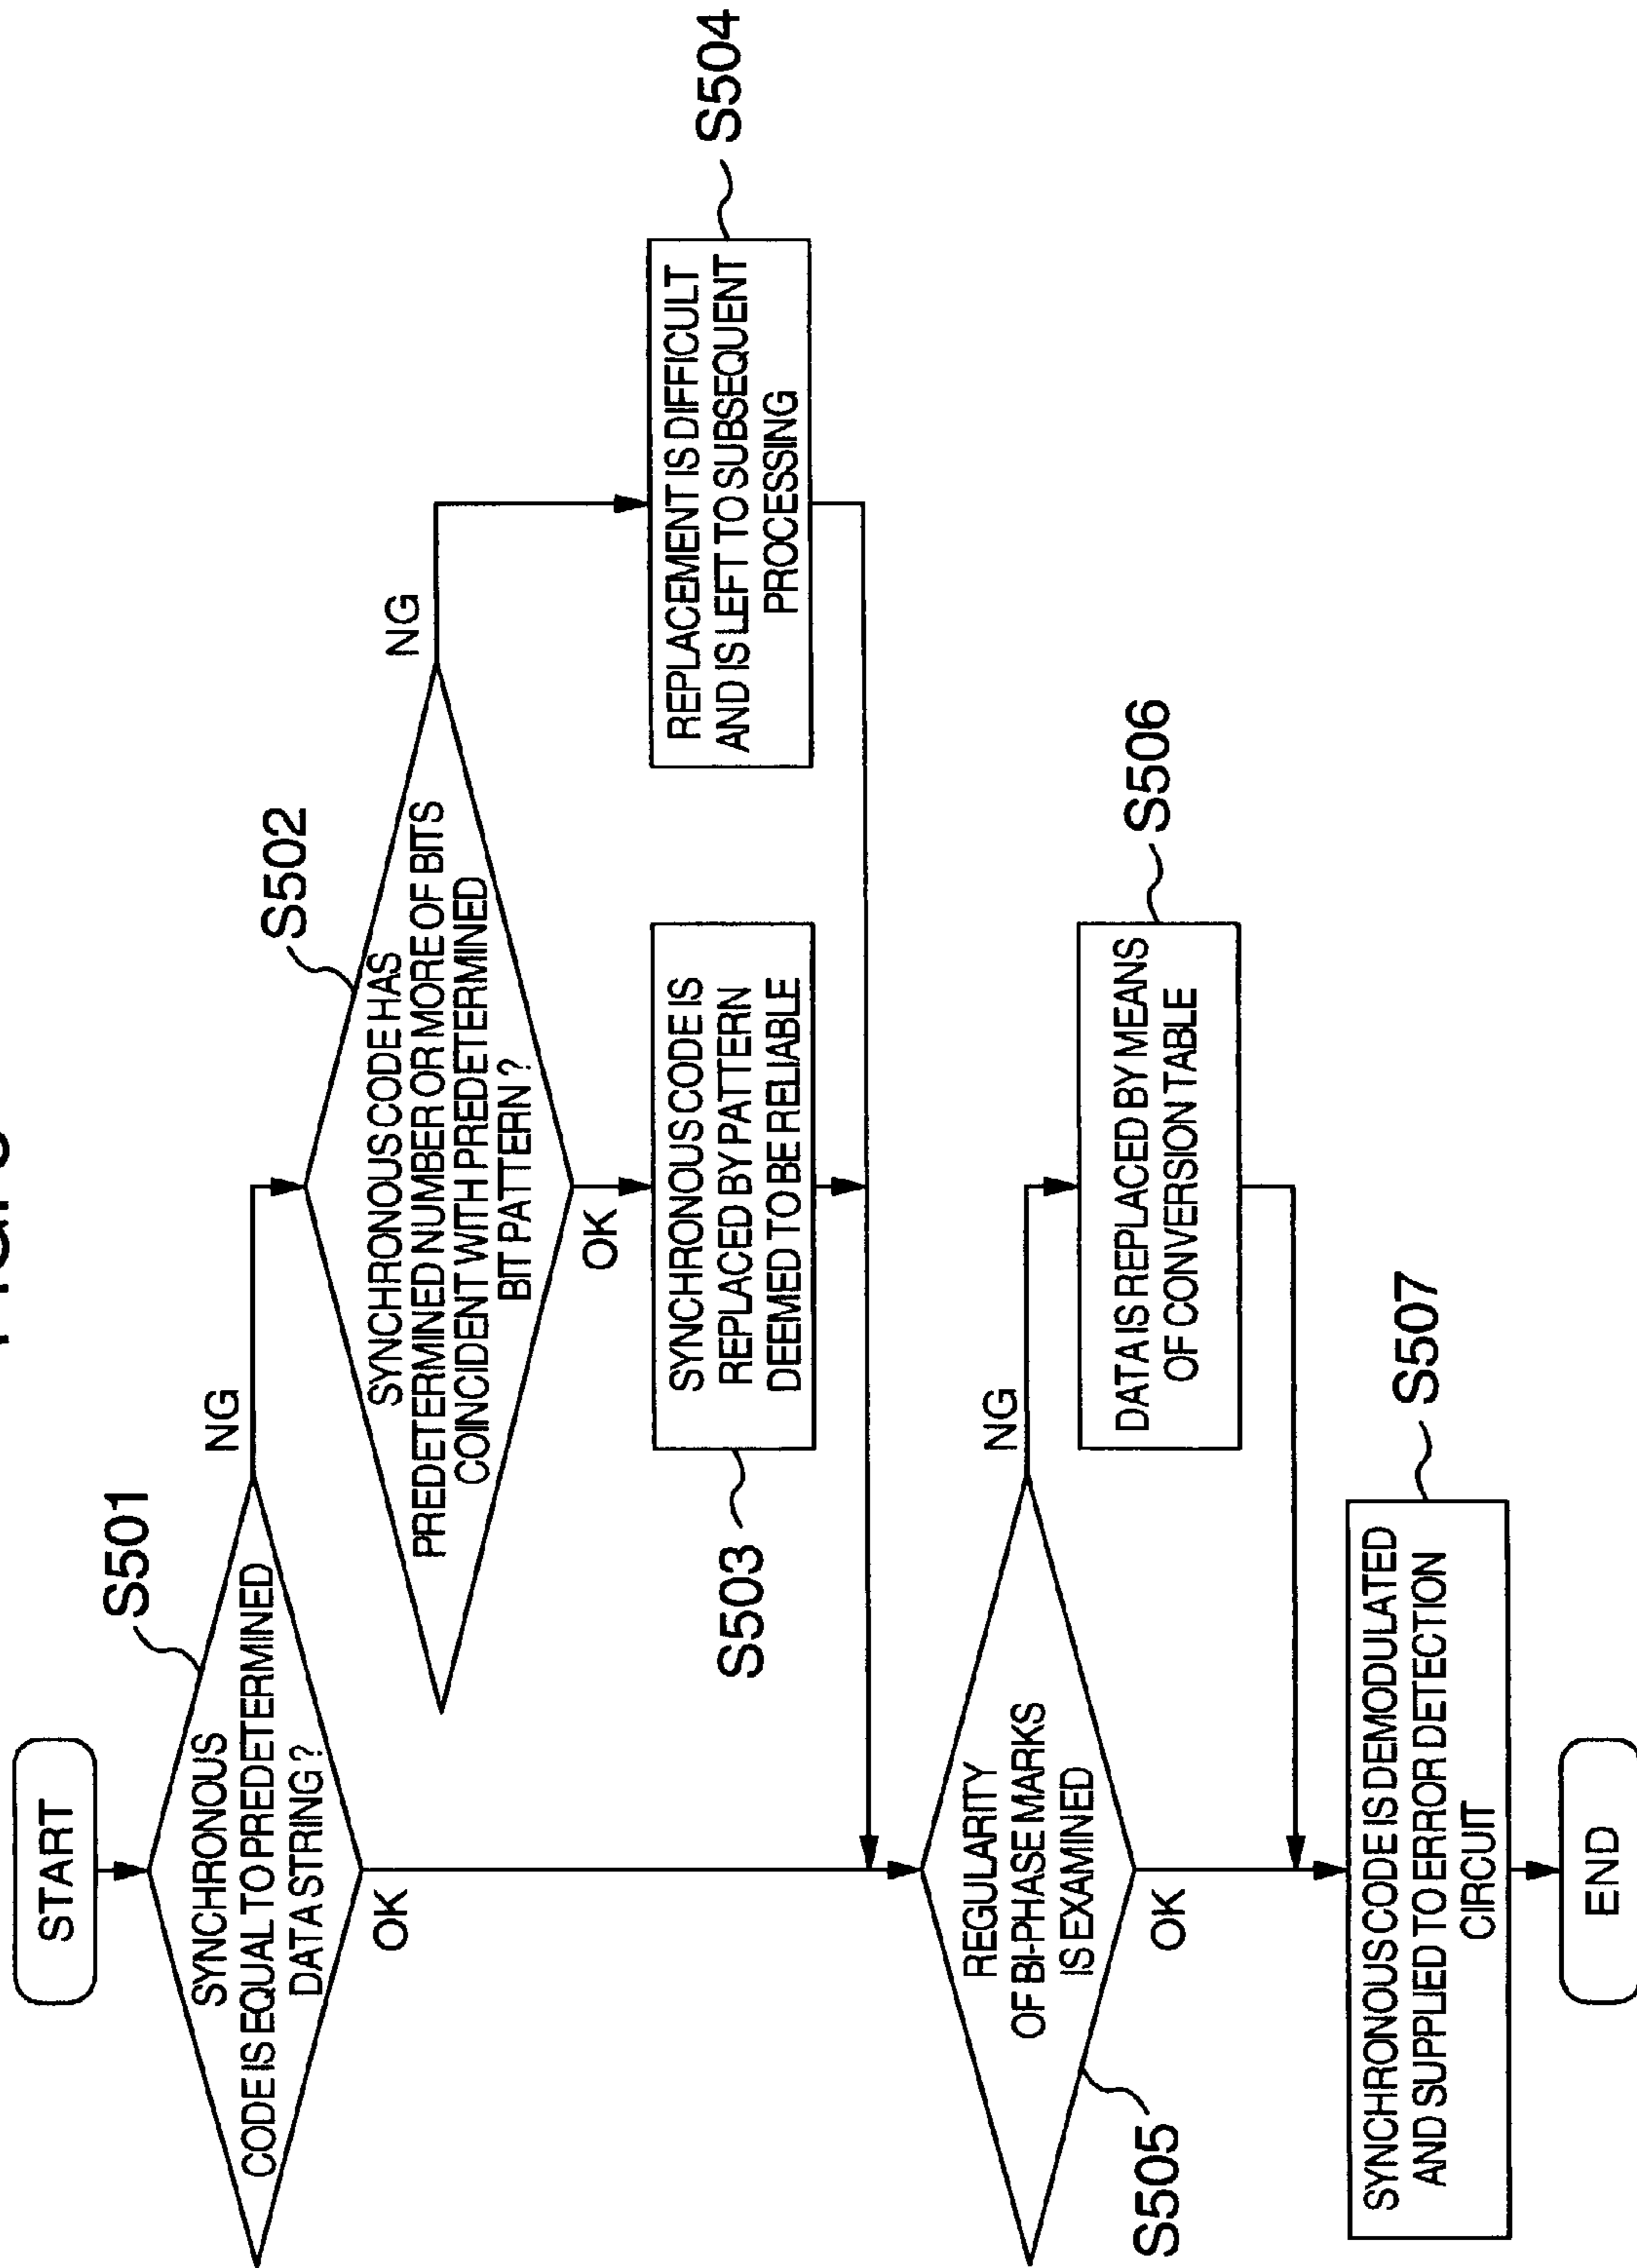 START
S501
SYNCHRONOUS
CODE IS EQUAL TO PREDETERMINED
DATA STRING ?
NG
OK
S502
SYNCHRONOUS CODE HAS
PREDETERMINED NUMBER OR MORE OF BITS
COINCIDENT WITH PREDETERMINED
BIT PATTERN ?
NG
OK
S503
SYNCHRONOUS CODE IS
REPLACED BY PATTERN
DEEMED TO BE RELIABLE
S504
REPLACEMENT IS DIFFICULT
AND IS LEFT TO SUBSEQUENT
PROCESSING
REGULARITY
OF BI-PHASE MARKS
IS EXAMINED
S505
NG
OK
S506
DATA IS REPLACED BY MEANS
OF CONVERSION TABLE
S507
SYNCHRONOUS CODE IS DEMODULATED
AND SUPPLIED TO ERROR DETECTION
CIRCUIT
END